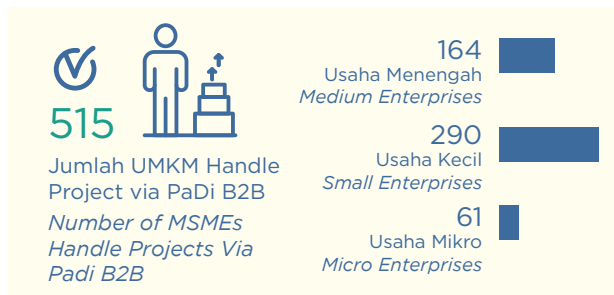 515
Jumlah UMKM Handle
Project via PaDi B2B
Number of MSMEs
Handle Projects Via
Padi B2B
164
Usaha Menengah
Medium Enterprises
290
Usaha Kecil
Small Enterprises
61
Usaha Mikro
Micro Enterprises